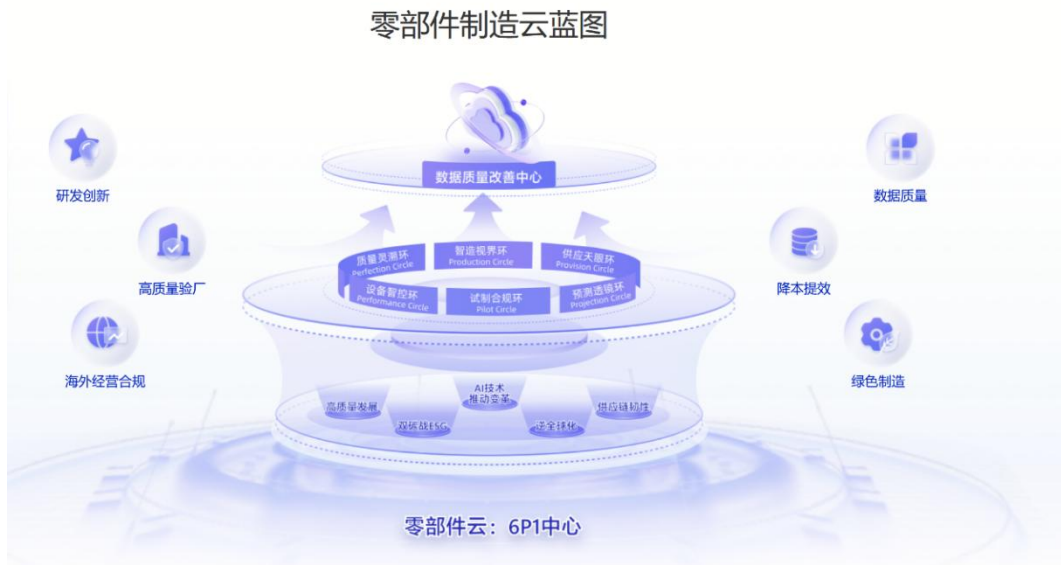 零部件制造云蓝图
数据质量改善中心
研发创新
高质量验厂
海外经营合规
数据质量
降本提效
绿色制造
质量灵溯环
Perfection Circle
智造视界环
Production Circle
供应天眼环
Provision Circle
设备智控环
Performance Circle
试制合规环
Pilot Circle
预测透镜环
Projection Circle
高质量发展
双碳战ESG
AI技术
推动变革
逆全球化
供应链韧性
零部件云：6P1中心